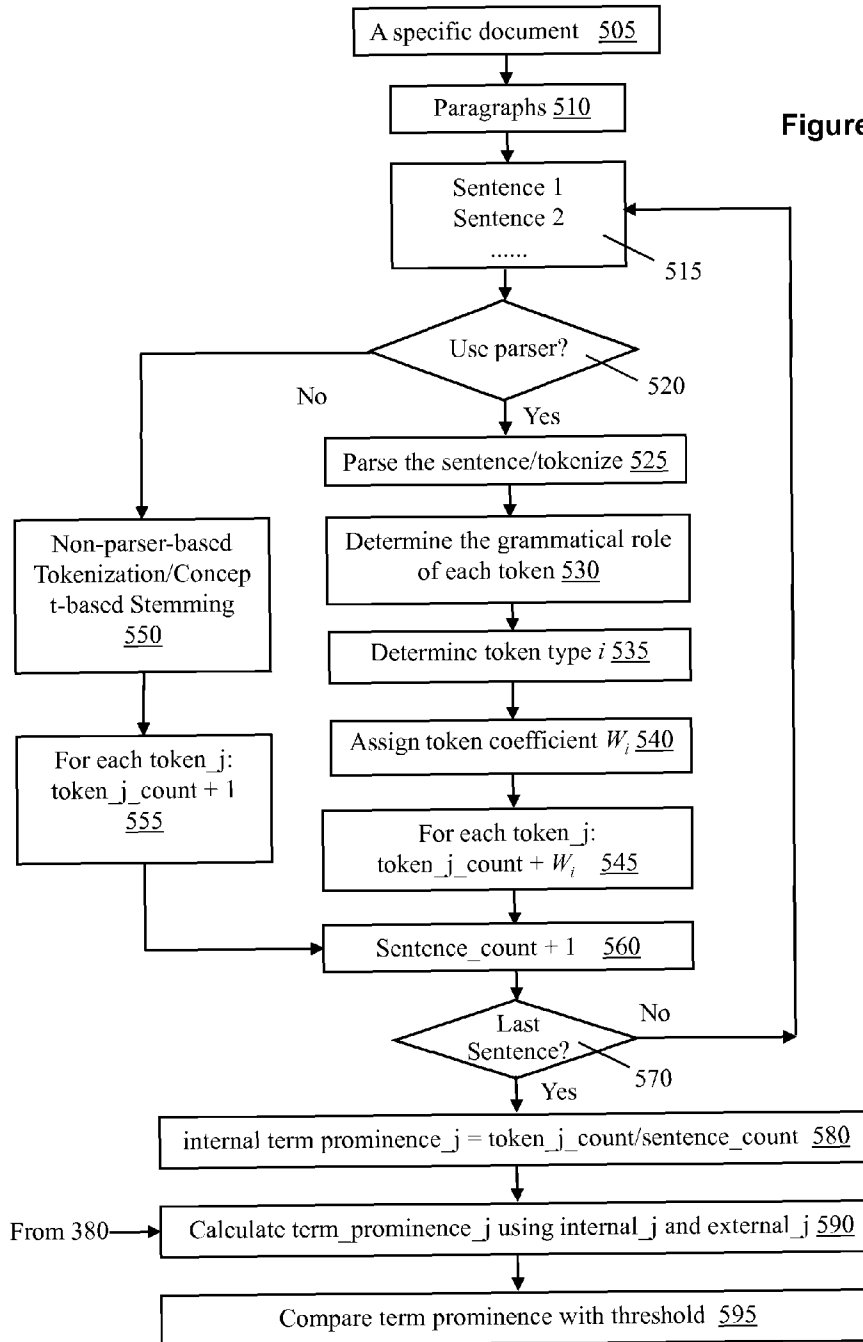 A specific document 505
Paragraphs 510
Figure
Sentence 1
Sentence 2
......
515
Use parser?
520
No
Yes
Parse the sentence/tokenize 525
Non-parser-based
Tokenization/Concep
t-based Stemming
550
Determine the grammatical role
of each token 530
Determine token type i 535
Assign token coefficient W_i 540
For each token_j:
token_j_count + 1
555
For each token_j:
token_j_count + W_i 545
Sentence_count + 1 560
Last
Sentence?
No
570
Yes
internal term prominence_j = token_j_count/sentence_count 580
From 380
Calculate term_prominence_j using internal_j and external_j 590
Compare term prominence with threshold 595